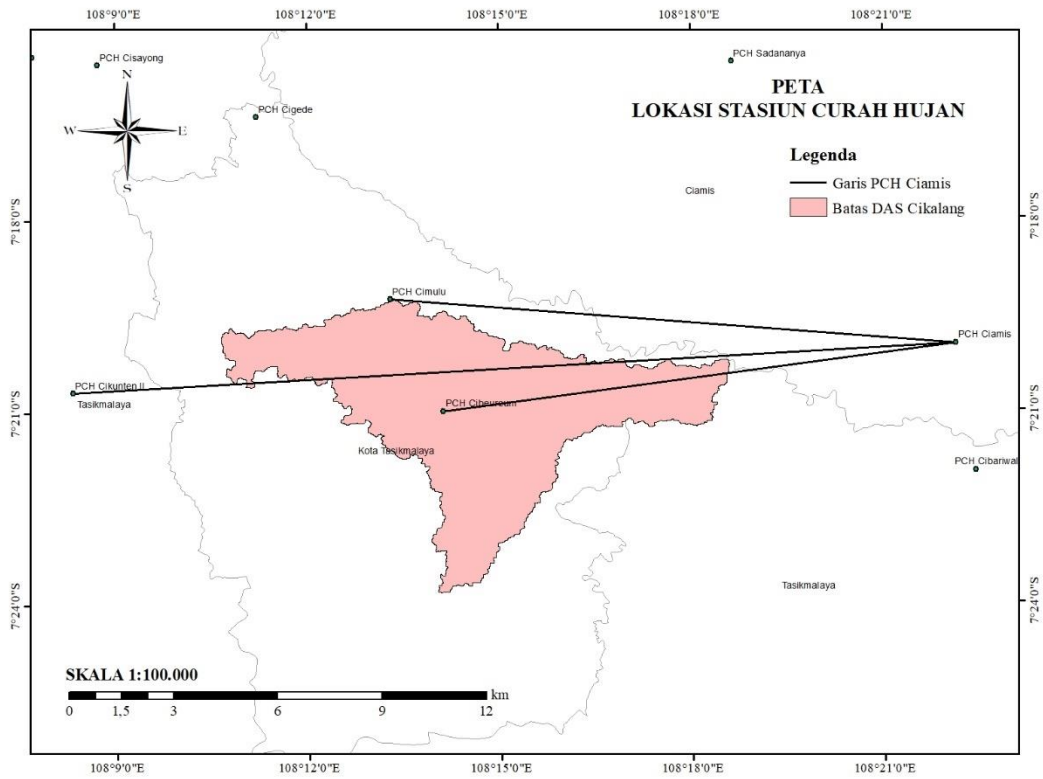 108°9'0"E 108°12'0"E 108°15'0"E 108°18'0"E 108°21'0"E
PCH Cisayong
PCH Sadananya
N
W E
S
PCH Cigede
PETA
LOKASI STASIUN CURAH HUJAN
Legenda
Garis PCH Ciamis
Batas DAS Cikalang
Ciamis
7°18'0"S
7°18'0"S
PCH Cimulu
PCH Ciamis
PCH Cikunten II
Tasikmalaya
PCH Cibeureum
7°21'0"S
7°21'0"S
Kota Tasikmalaya
PCH Cibariwal
Tasikmalaya
7°24'0"S
7°24'0"S
SKALA 1:100.000
km
0 1,5 3 6 9 12
108°9'0"E 108°12'0"E 108°15'0"E 108°18'0"E 108°21'0"E